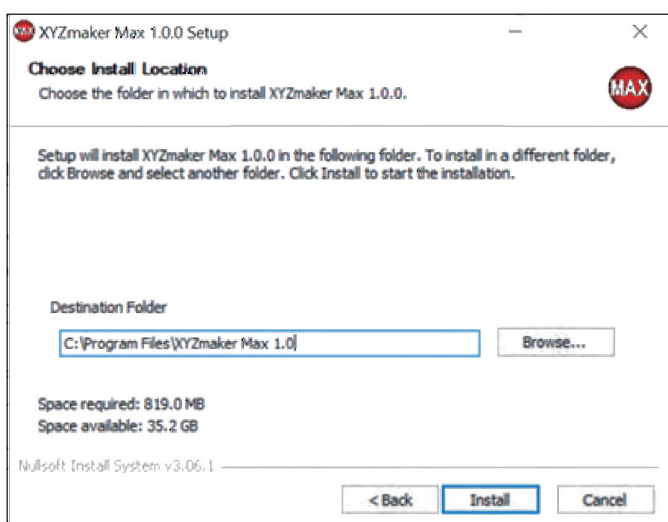 MAX XYZmaker Max 1.0.0 Setup
Choose Install Location
Choose the folder in which to install XYZmaker Max 1.0.0.
MAX
Setup will install XYZmaker Max 1.0.0 in the following folder. To install in a different folder,
click Browse and select another folder. Click Install to start the installation.
Destination Folder
C:\Program Files\XYZmaker Max 1.0
Browse...
Space required: 819.0 MB
Space available: 35.2 GB
Nullsoft Install System v3.06.1
< Back Install Cancel